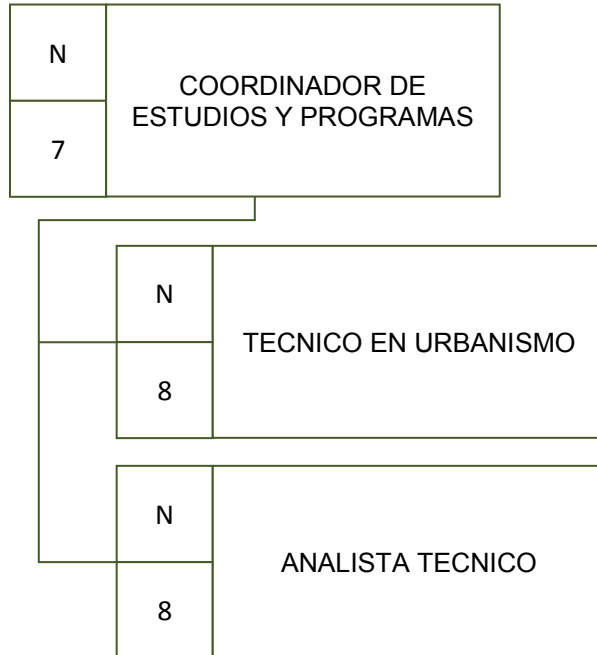 N
7
COORDINADOR DE
ESTUDIOS Y PROGRAMAS
N
8
TECNICO EN URBANISMO
N
8
ANALISTA TECNICO